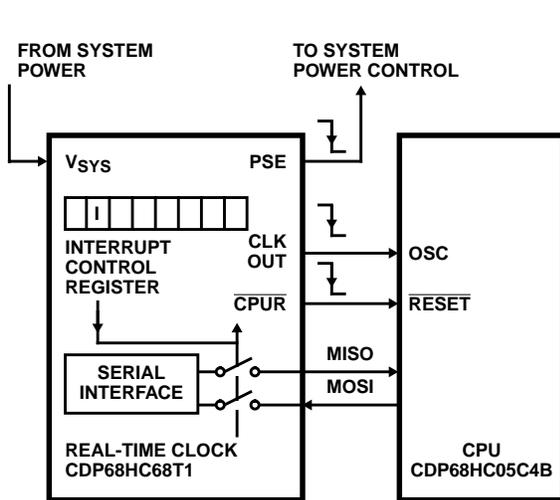 FROM SYSTEM
POWER
TO SYSTEM
POWER CONTROL
VSYS
PSE
I
INTERRUPT
CONTROL
REGISTER
CLK
OUT
CPUR
OSC
RESET
SERIAL
INTERFACE
MISO
MOSI
REAL-TIME CLOCK
CDP68HC68T1
CPU
CDP68HC05C4B